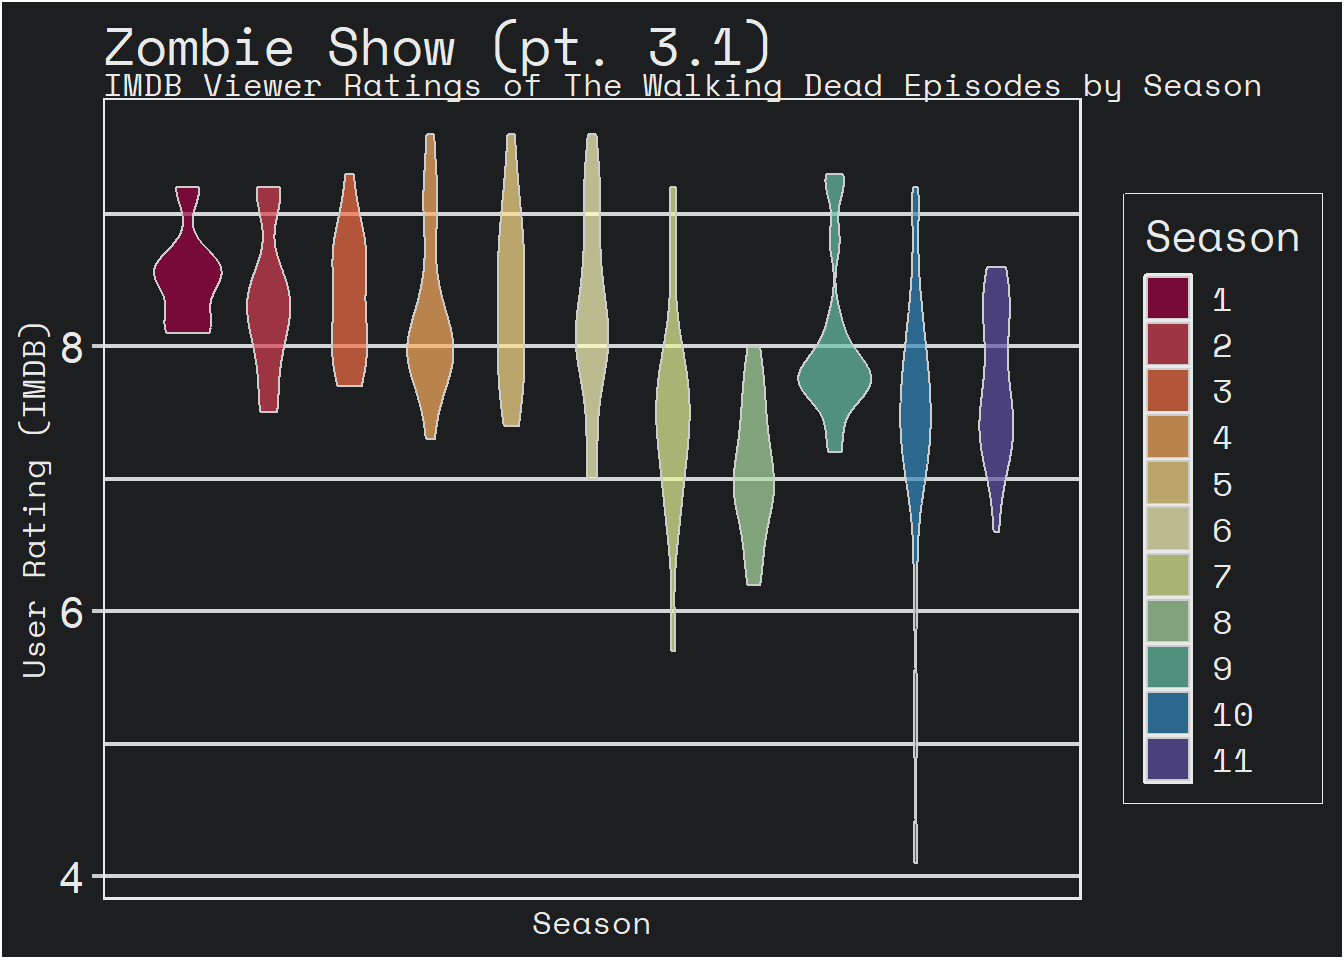 Zombie Show (pt. 3.1)
IMDB Viewer Ratings of The Walking Dead Episodes by Season
User Rating (IMDB)
8
6
4
Season
Season
1
2
3
4
5
6
7
8
9
10
11